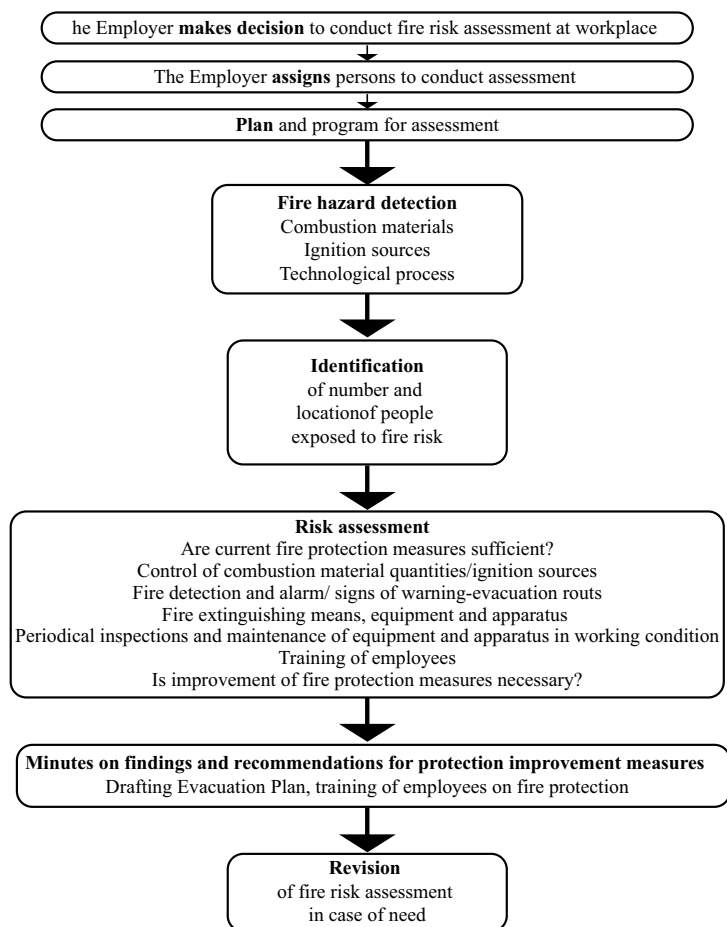 he Employer makes decision to conduct fire risk assessment at workplace
The Employer assigns persons to conduct assessment
Plan and program for assessment
Fire hazard detection
Combustion materials
Ignition sources
Technological process
Identification
of number and
locationof people
exposed to fire risk
Risk assessment
Are current fire protection measures sufficient?
Control of combustion material quantities/ignition sources
Fire detection and alarm/ signs of warning-evacuation routs
Fire extinguishing means, equipment and apparatus
Periodical inspections and maintenance of equipment and apparatus in working condition
Training of employees
Is improvement of fire protection measures necessary?
Minutes on findings and recommendations for protection improvement measures
Drafting Evacuation Plan, training of employees on fire protection
Revision
of fire risk assessment
in case of need